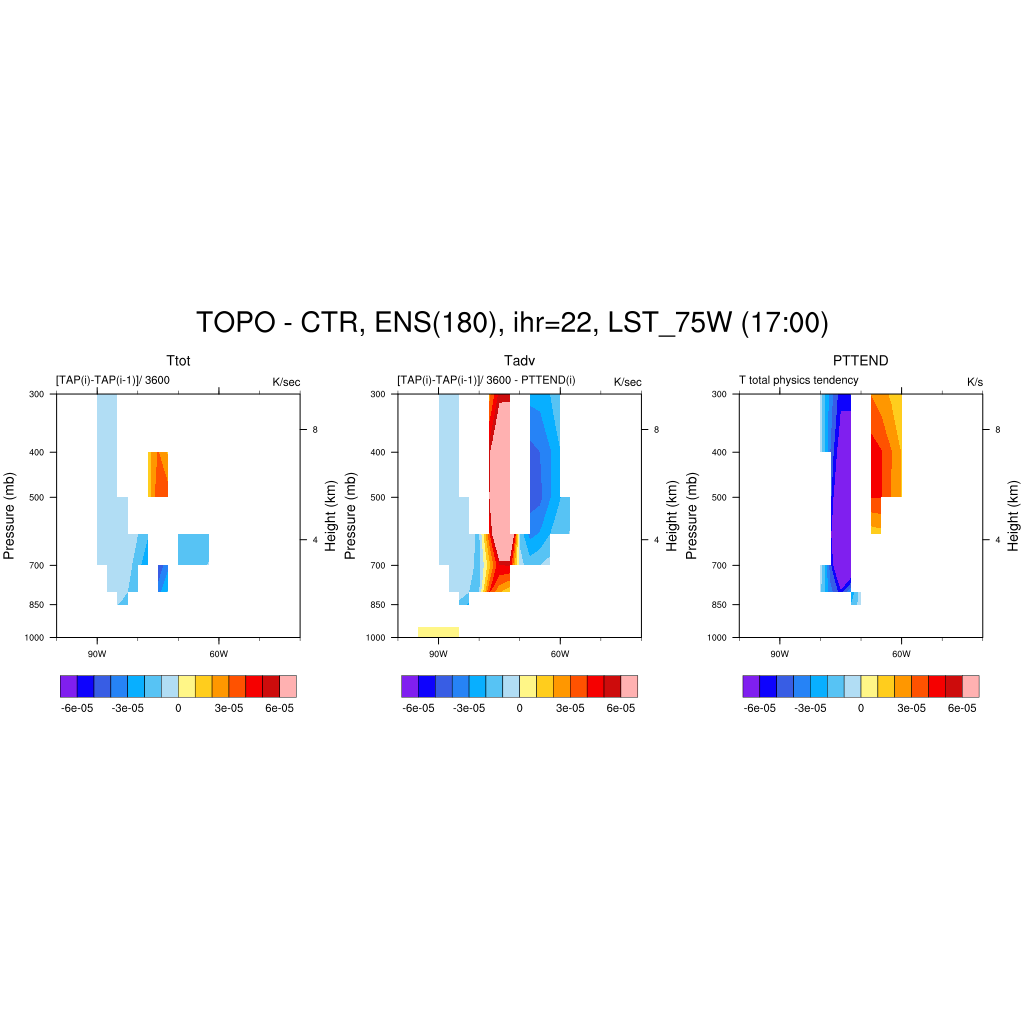 TOPO - CTR, ENS(180), ihr=22, LST_75W (17:00)
Ttot
[TAP(i)-TAP(i-1)]/ 3600 K/sec
Pressure (mb)
300
400
500
700
850
1000
90W 60W
8
4
Height (km)
-6e-05 -3e-05 0 3e-05 6e-05
Tadv
[TAP(i)-TAP(i-1)]/ 3600 - PTTEND(i) K/sec
Pressure (mb)
300
400
500
700
850
1000
90W 60W
8
4
Height (km)
-6e-05 -3e-05 0 3e-05 6e-05
PTTEND
T total physics tendency K/s
Pressure (mb)
300
400
500
700
850
1000
90W 60W
8
4
Height (km)
-6e-05 -3e-05 0 3e-05 6e-05